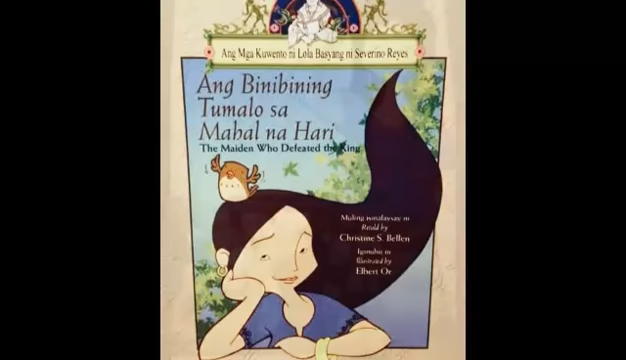 Ang Mga Kuwento ni Lola Basyang ni Severino Reyes
Ang Binibining
Tumalo sa
Mahal na Hari
The Maiden Who Defeated the King
Muling isinalaysay ni
Retold by
Christine S. Bellen
Iginuhit ni
Illustrated by
Elbert Or